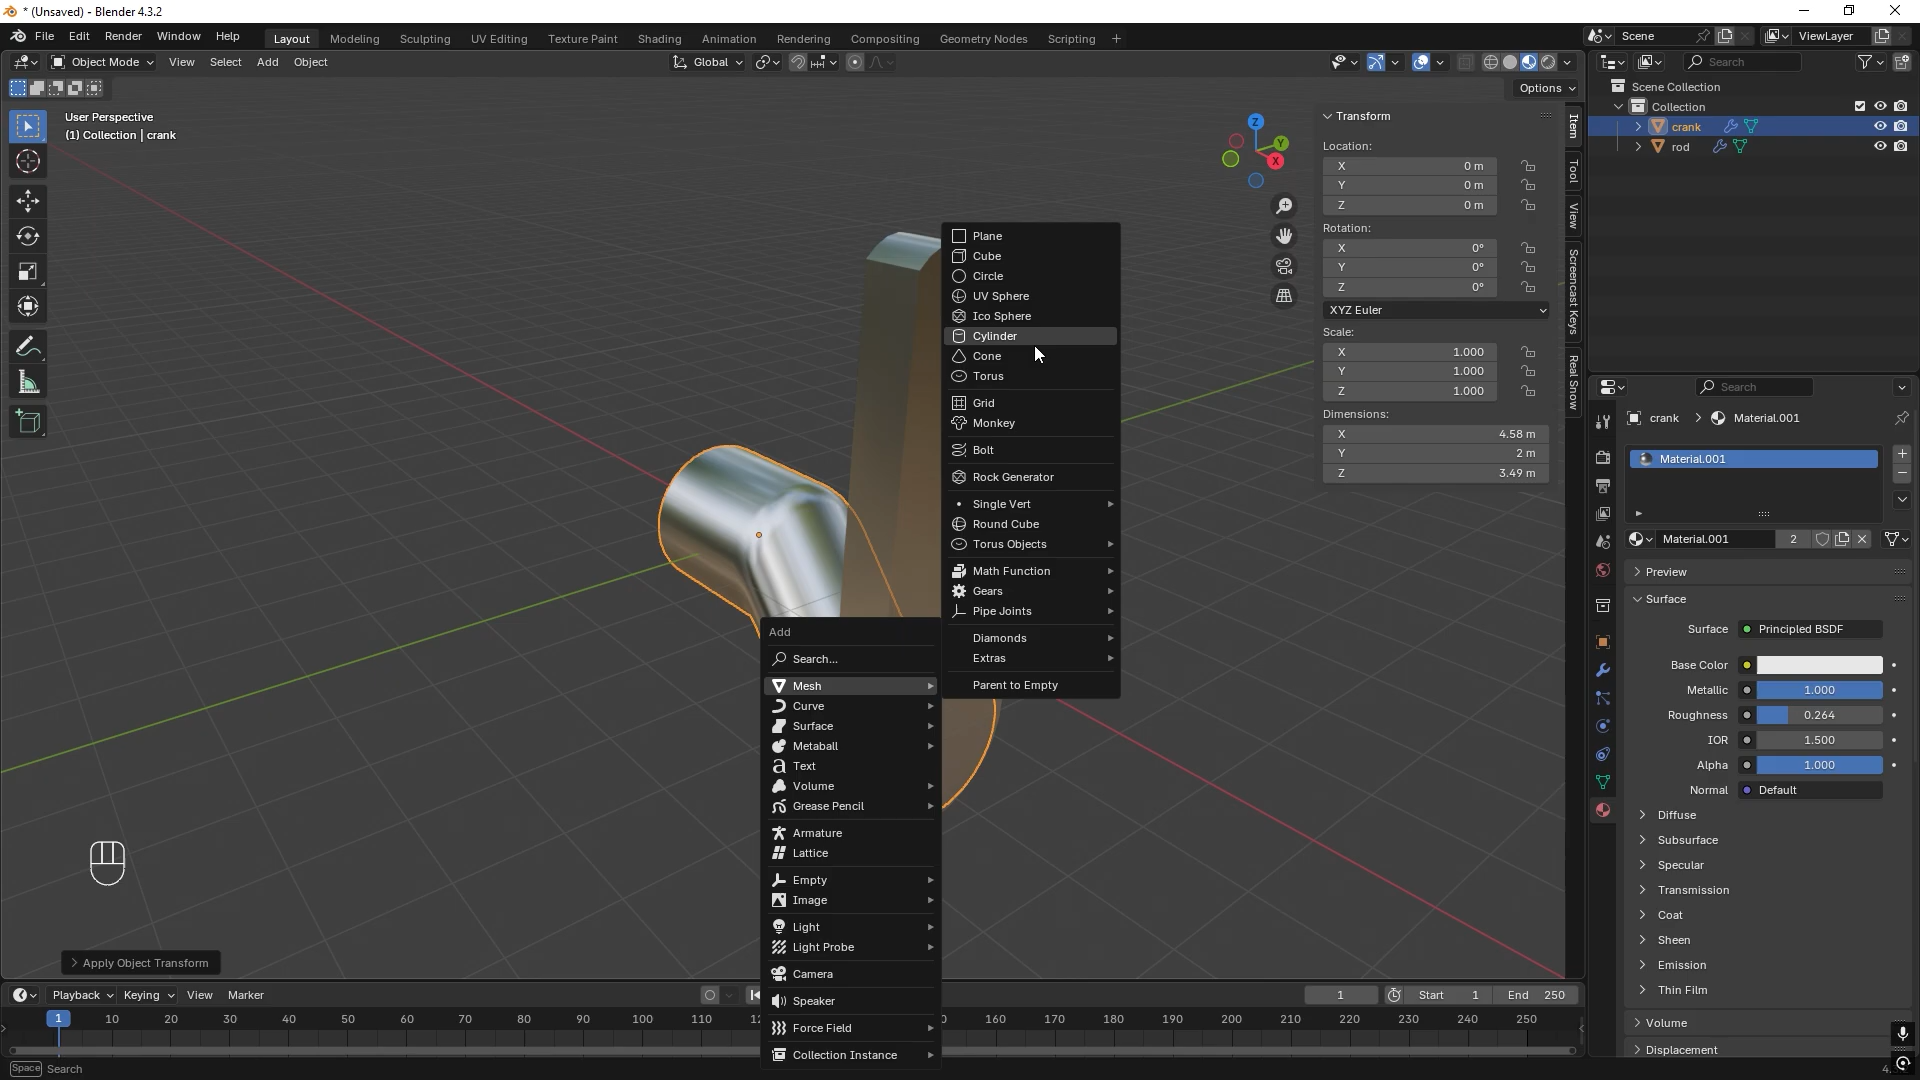 * (Unsaved) - Blender 4.3.2
File Edit Render Window Help
Layout Modeling Sculpting UV Editing Texture Paint Shading Animation Rendering Compositing Geometry Nodes Scripting +
Scene
ViewLayer
Object Mode View Select Add Object
Global
Search
Options
User Perspective
(1) Collection | crank
Z
Y
X
Scene Collection
Collection
crank
rod
Transform
Location:
X 0 m
Y 0 m
Z 0 m
Rotation:
X 0°
Y 0°
Z 0°
XYZ Euler
Scale:
X 1.000
Y 1.000
Z 1.000
Dimensions:
X 4.58 m
Y 2 m
Z 3.49 m
Item
Tool
View
Screencast Keys
Real Snow
Plane
Cube
Circle
UV Sphere
Ico Sphere
Cylinder
Cone
Torus
Grid
Monkey
Bolt
Rock Generator
Single Vert
Round Cube
Torus Objects
Math Function
Gears
Pipe Joints
Diamonds
Extras
Parent to Empty
Add
Search...
Mesh
Curve
Surface
Metaball
Text
Volume
Grease Pencil
Armature
Lattice
Empty
Image
Light
Light Probe
Camera
Speaker
Force Field
Collection Instance
Search
crank > Material.001
Material.001
Material.001 2
Preview
Surface
Surface Principled BSDF
Base Color
Metallic 1.000
Roughness 0.264
IOR 1.500
Alpha 1.000
Normal Default
Diffuse
Subsurface
Specular
Transmission
Coat
Sheen
Emission
Thin Film
Volume
Displacement
Apply Object Transform
Playback Keying View Marker
1 Start 1 End 250
1 10 20 30 40 50 60 70 80 90 100 110 160 170 180 190 200 210 220 230 240 250
Space Search